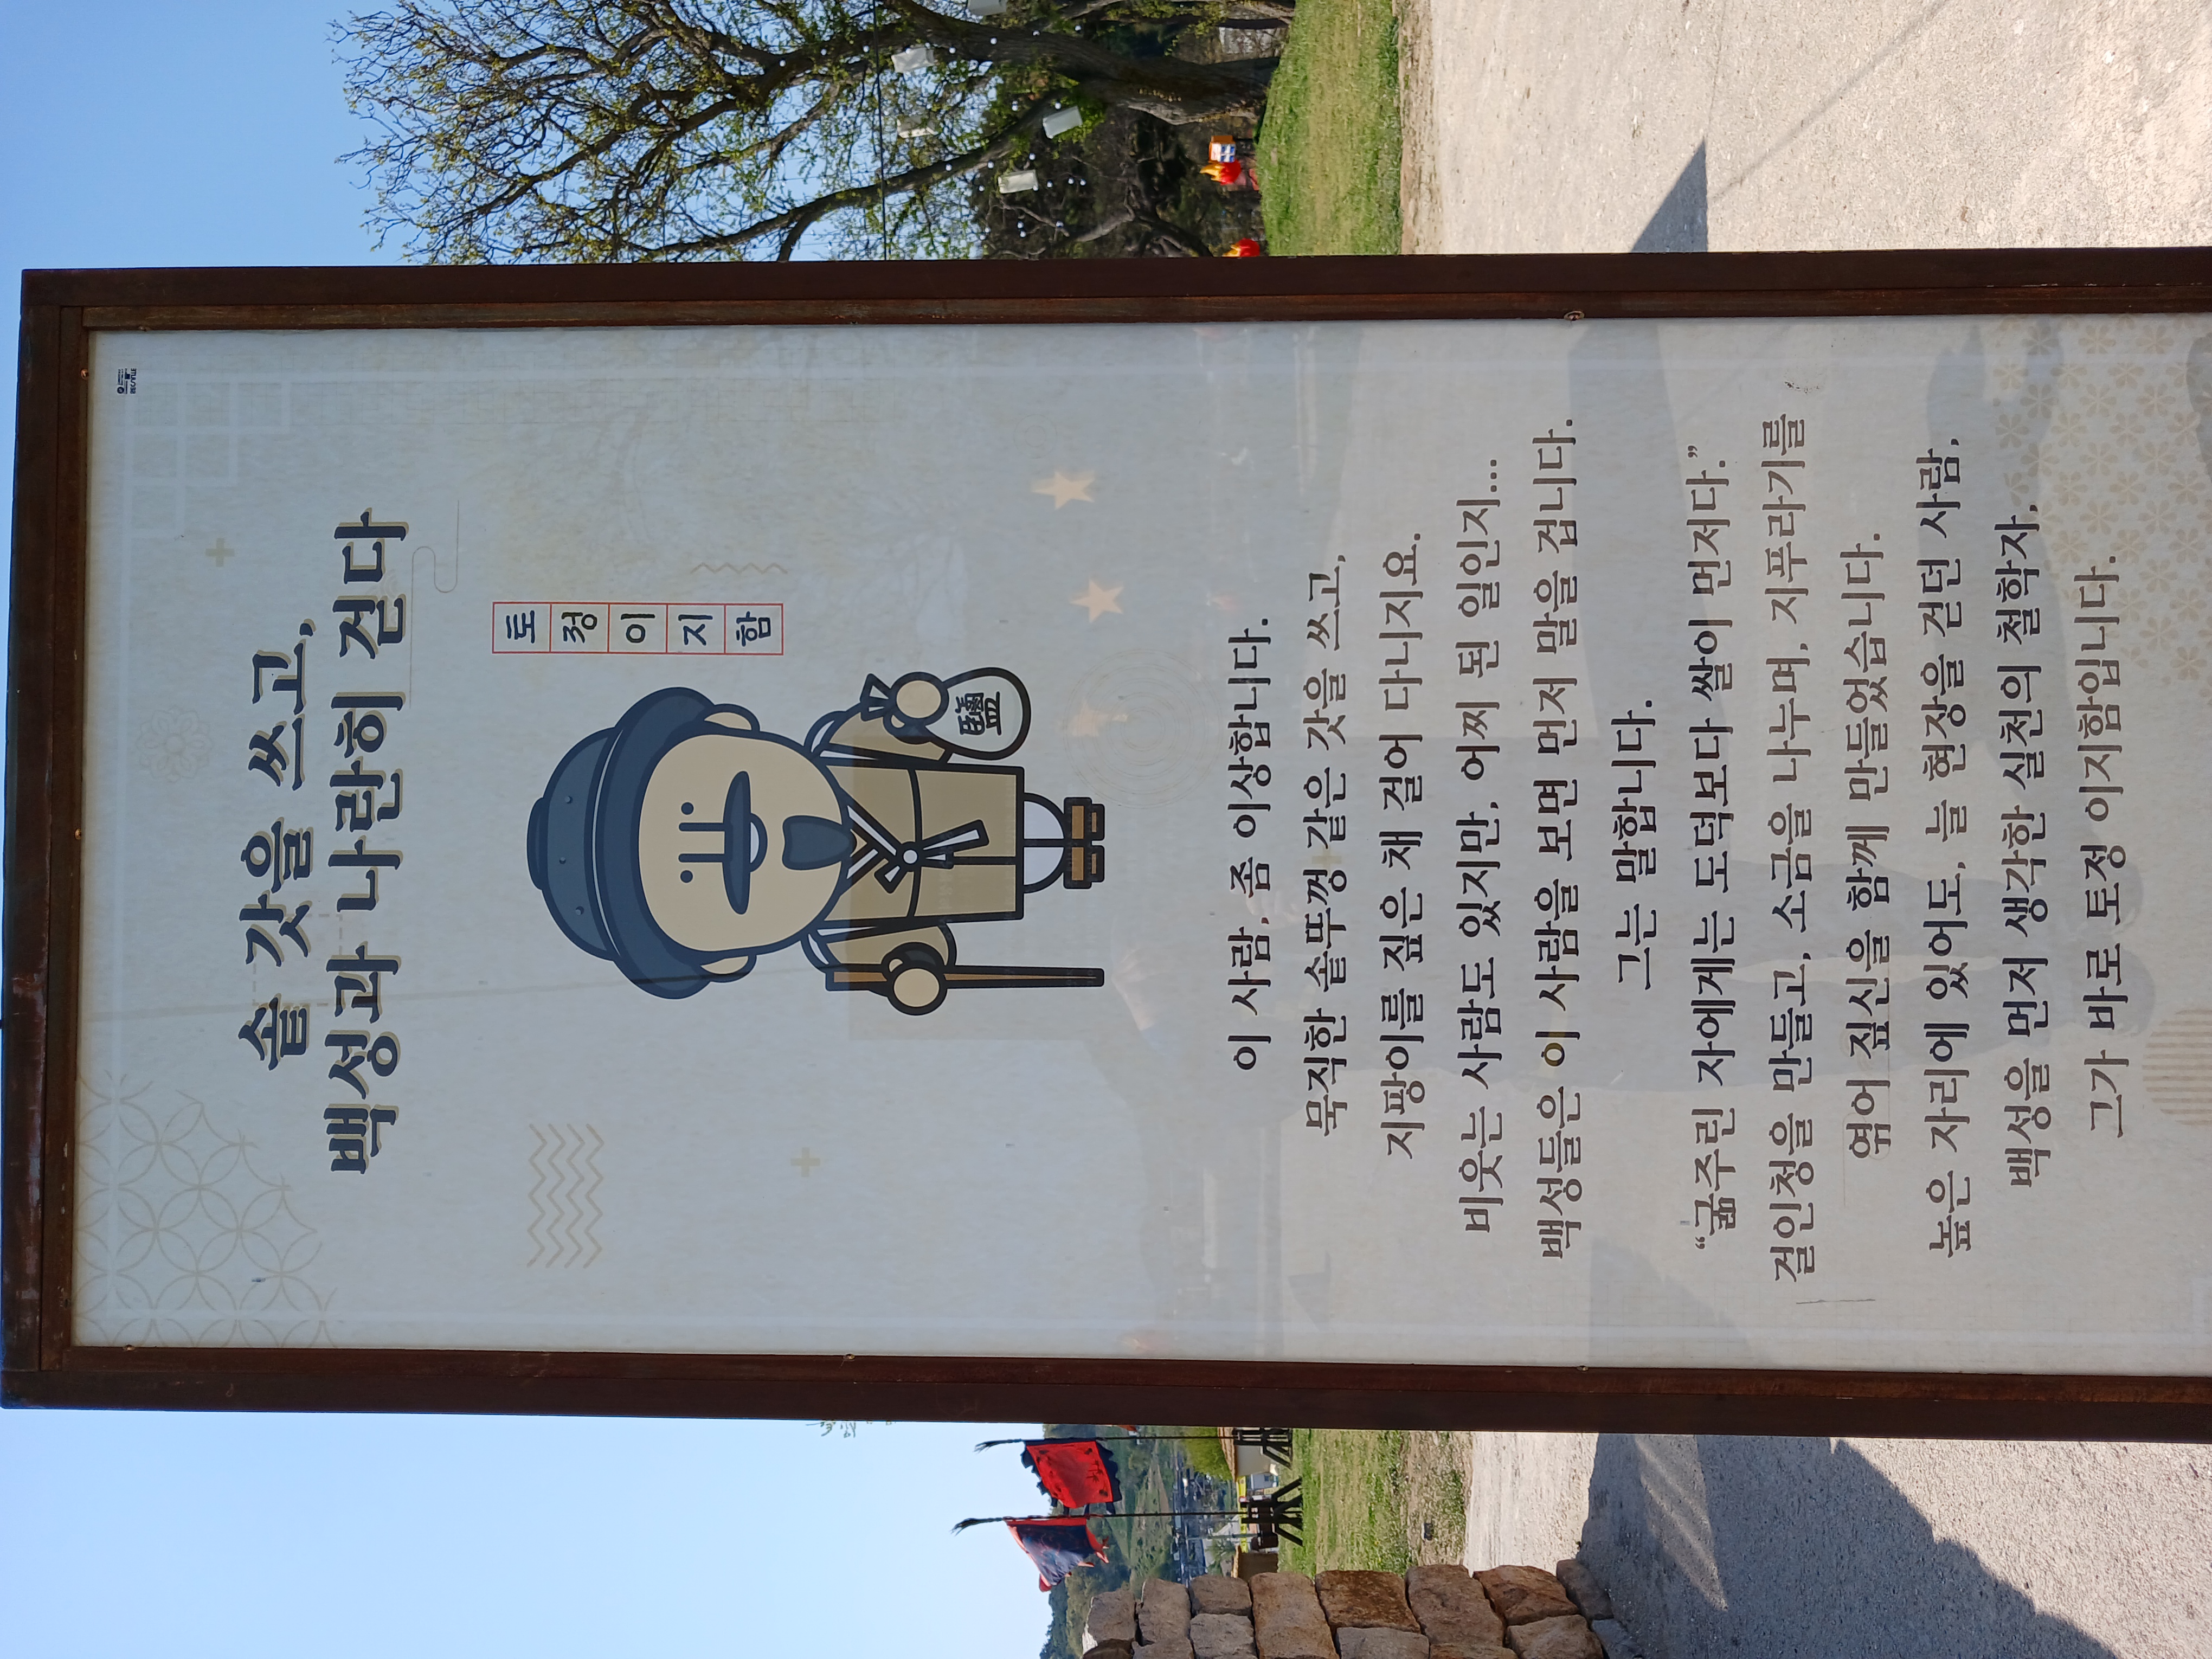 솥 갓을 쓰고,
백성과 나란히 걷다
토정이지함
鹽
이 사람, 좀 이상합니다.
묵직한 솥뚜껑 같은 갓을 쓰고,
지팡이를 짚은 채 걸어 다니지요.
비웃는 사람도 있지만, 어찌 된 일인지...
백성들은 이 사람을 보면 먼저 말을 겁니다.
그는 말합니다.
“굶주린 자에게는 도덕보다 쌀이 먼저다.”
걸인청을 만들고, 소금을 나누며, 지푸라기를
엮어 짚신을 함께 만들었습니다.
높은 자리에 있어도, 늘 현장을 걷던 사람,
백성을 먼저 생각한 실천의 철학자,
그가 바로 토정 이지함입니다.